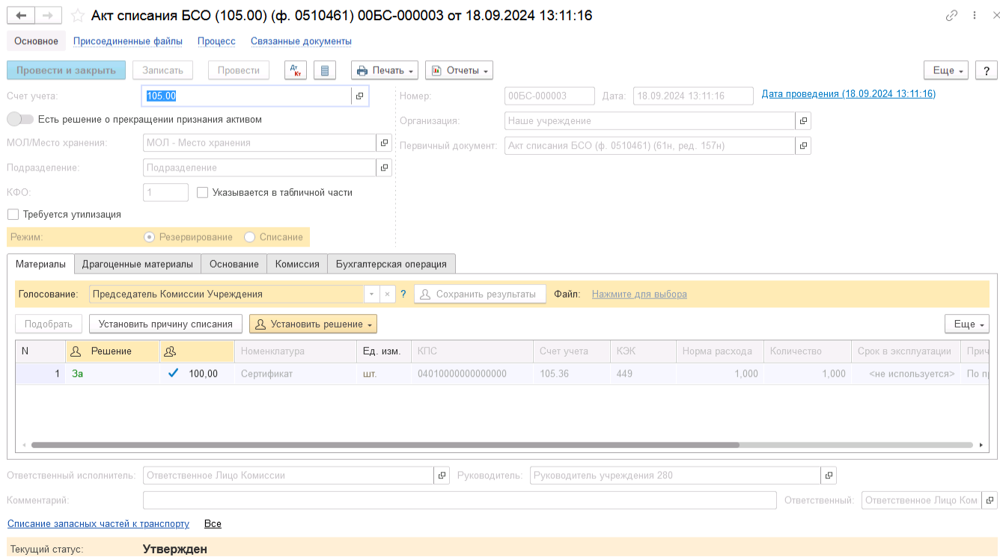 Акт списания БСО (105.00) (ф. 0510461) 00БС-000003 от 18.09.2024 13:11:16
Основное Присоединенные файлы Процесс Связанные документы
Провести и закрыть Записать Провести Дт Кт Печать Отчеты Еще ?
Счет учета: 105.00 Номер: 00БС-000003 Дата: 18.09.2024 13:11:16 Дата проведения (18.09.2024 13:11:16)
Есть решение о прекращении признания активом Организация: Наше учреждение
МОЛ/Место хранения: МОЛ - Место хранения Первичный документ: Акт списания БСО (ф. 0510461) (61н, ред. 157н)
Подразделение: Подразделение
КФО: 1 Указывается в табличной части
Требуется утилизация
Режим: Резервирование Списание
Материалы Драгоценные материалы Основание Комиссия Бухгалтерская операция
Голосование: Председатель Комиссии Учреждения ? Сохранить результаты Файл: Нажмите для выбора
Подобрать Установить причину списания Установить решение Еще
N Решение Номенклатура Ед. изм. КПС Счет учета КЭК Норма расхода Количество Срок в эксплуатации Прич
1 За 100,00 Сертификат шт. 04010000000000000 105.36 449 1,000 1,000 <не используется> По п
Ответственный исполнитель: Ответственное Лицо Комиссии Руководитель: Руководитель учреждения 280
Комментарий: Ответственный: Ответственное Лицо Ком
Списание запасных частей к транспорту Все
Текущий статус: Утвержден